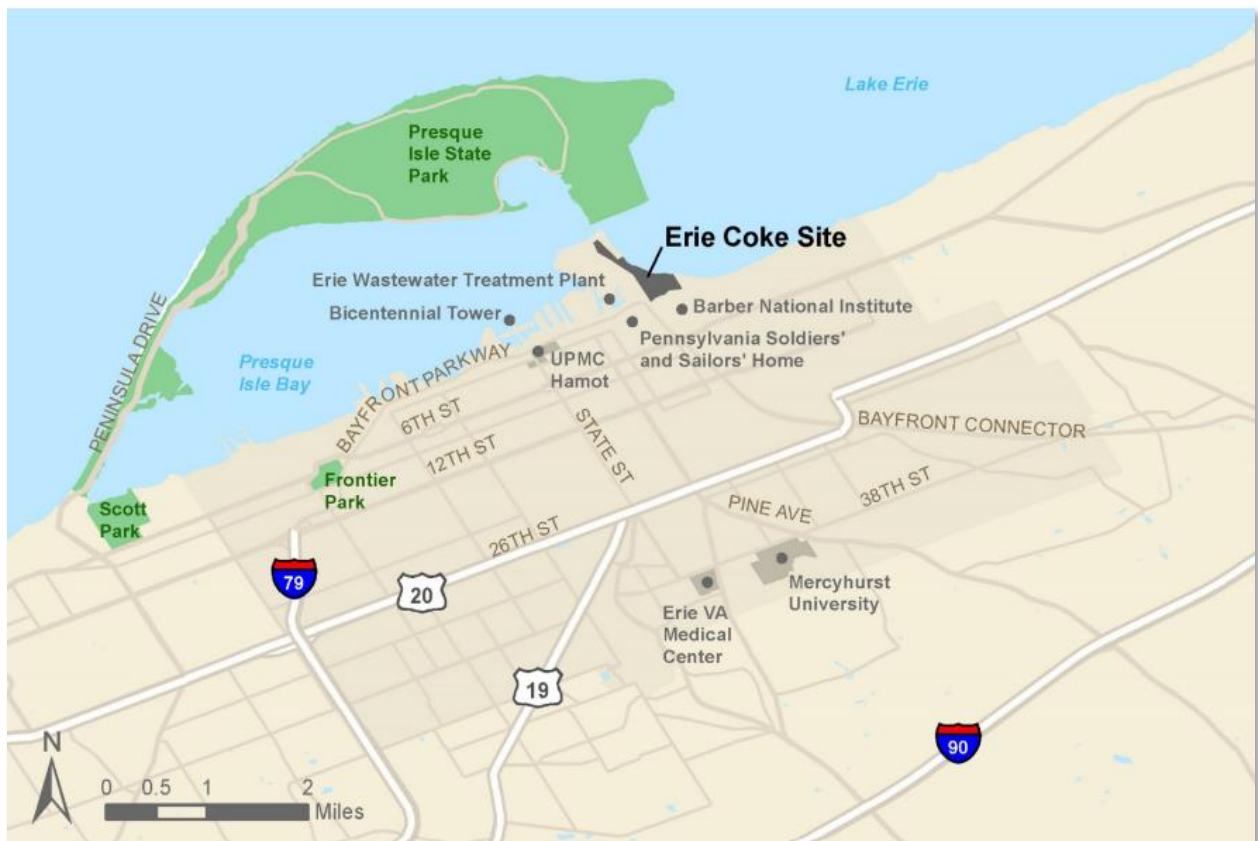 Lake Erie
Presque
Isle State
Park
Erie Coke Site
Erie Wastewater Treatment Plant
Bicentennial Tower
Barber National Institute
Pennsylvania Soldiers'
and Sailors' Home
PENINSULA DRIVE
Presque
Isle Bay
UPMC
Hamot
BAYFRONT PARKWAY
6TH ST
12TH ST
STATE ST
BAYFRONT CONNECTOR
Frontier
Park
Scott
Park
38TH ST
PINE AVE
26TH ST
79
20
Mercyhurst
University
Erie VA
Medical
Center
19
90
N
0 0.5 1 2
Miles